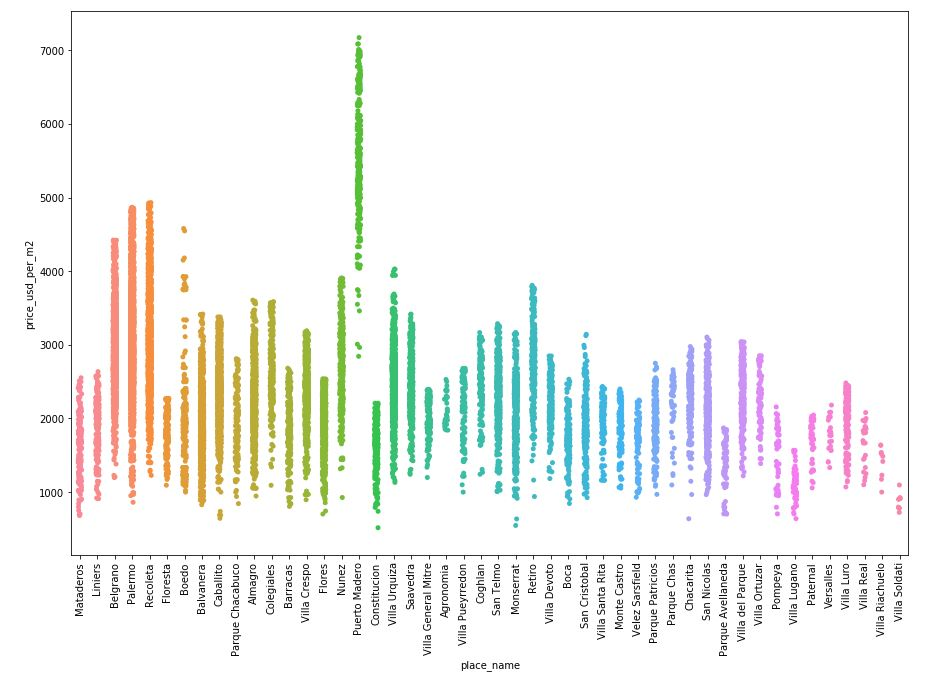 7000
6000
5000
4000
3000
2000
1000
price_usd_per_m2
Mataderos
Liniers
Belgrano
Palermo
Recoleta
Floresta
Boedo
Balvanera
Caballito
Parque Chacabuco
Almagro
Colegiales
Barracas
Villa Crespo
Flores
Nunez
Puerto Madero
Constitucion
Villa Urquiza
Saavedra
Villa General Mitre
Agronomia
Villa Pueyrredon
Coghlan
San Telmo
Monserrat
Retiro
Villa Devoto
Boca
San Cristobal
Villa Santa Rita
Monte Castro
Velez Sarsfield
Parque Patricios
Parque Chas
Chacarita
San Nicolas
Parque Avellaneda
Villa del Parque
Villa Ortuzar
Pompeya
Villa Lugano
Paternal
Versalles
Villa Luro
Villa Real
Villa Riachuelo
Villa Soldati
place_name